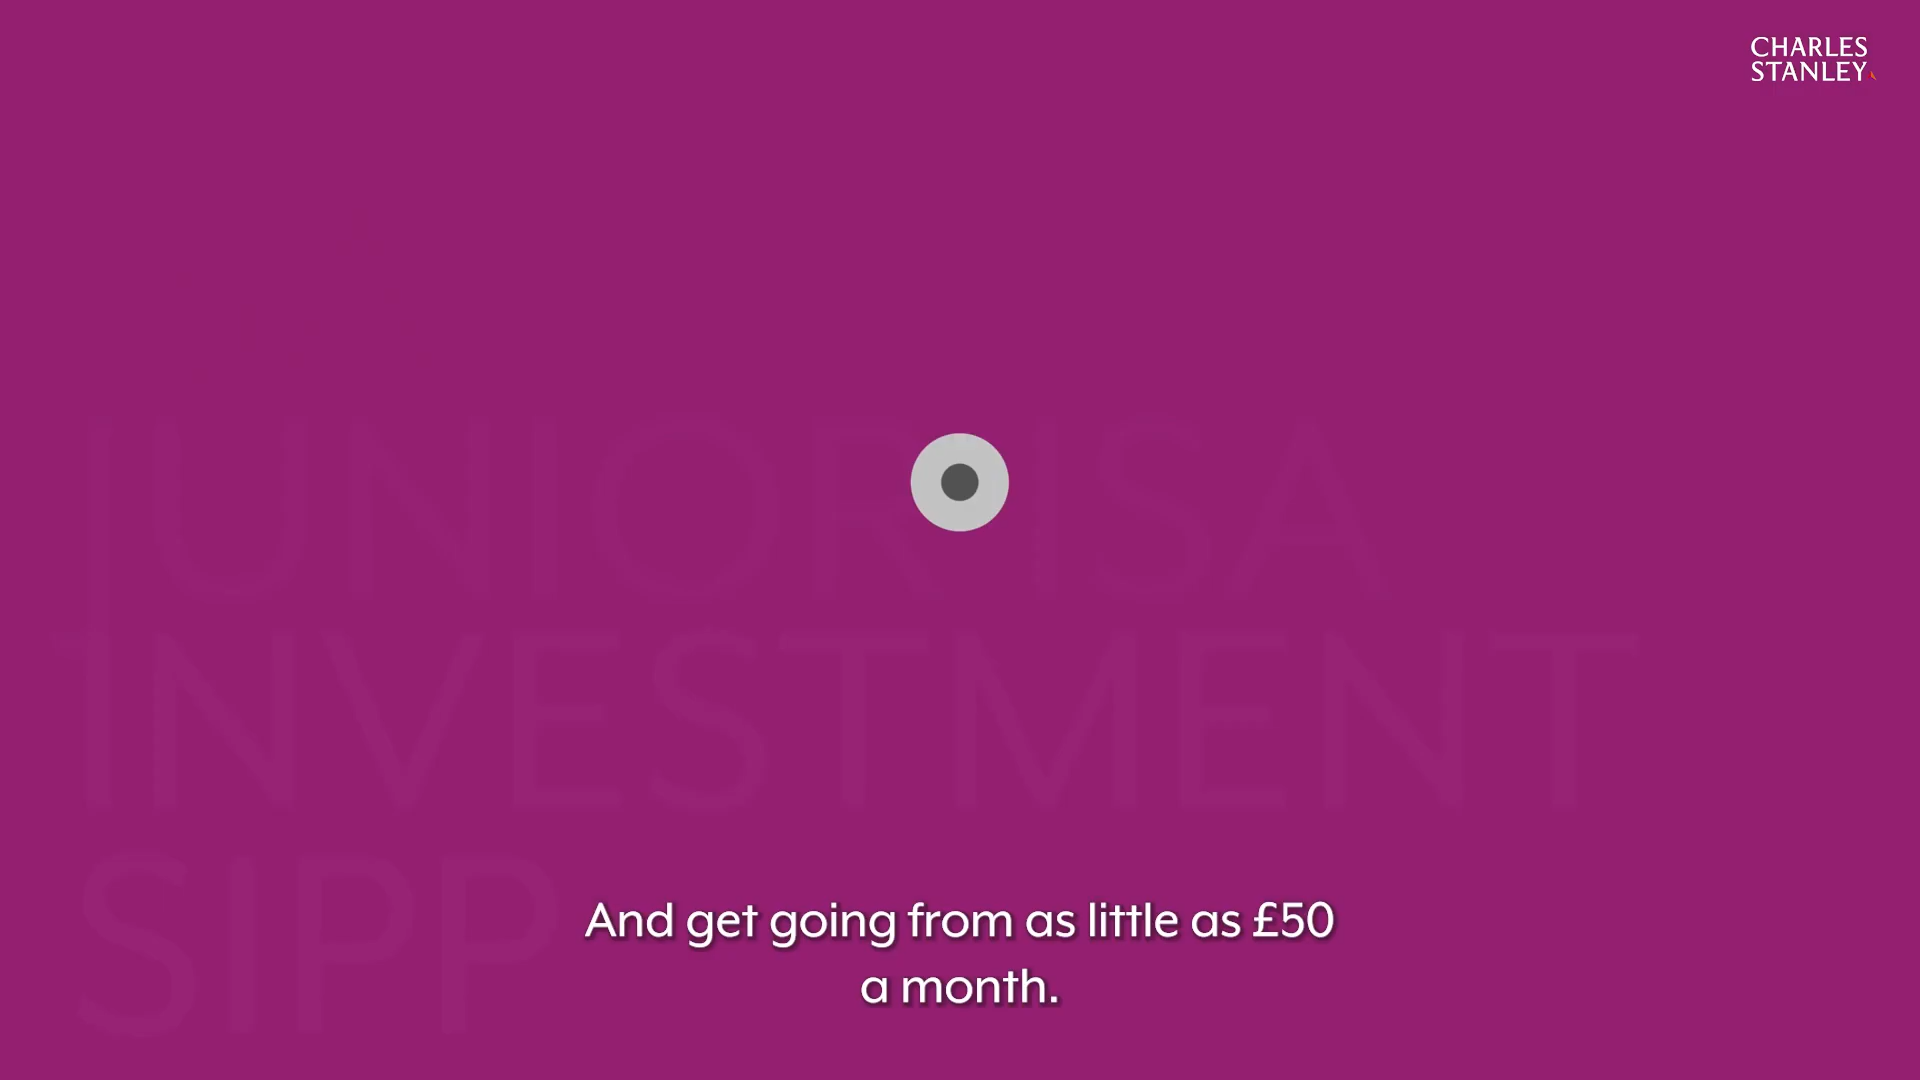 CHARLES
STANLEY
JUNIOR ISA
INVESTMENT
SIPP
And get going from as little as £50
a month.